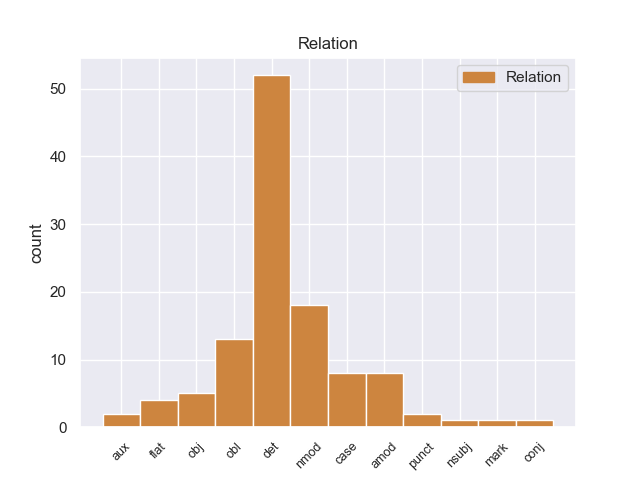 Relation
Relation
50
40
30
20
10
0
count
aux flat obj obl det nmod case amod punct nsubj mark conj